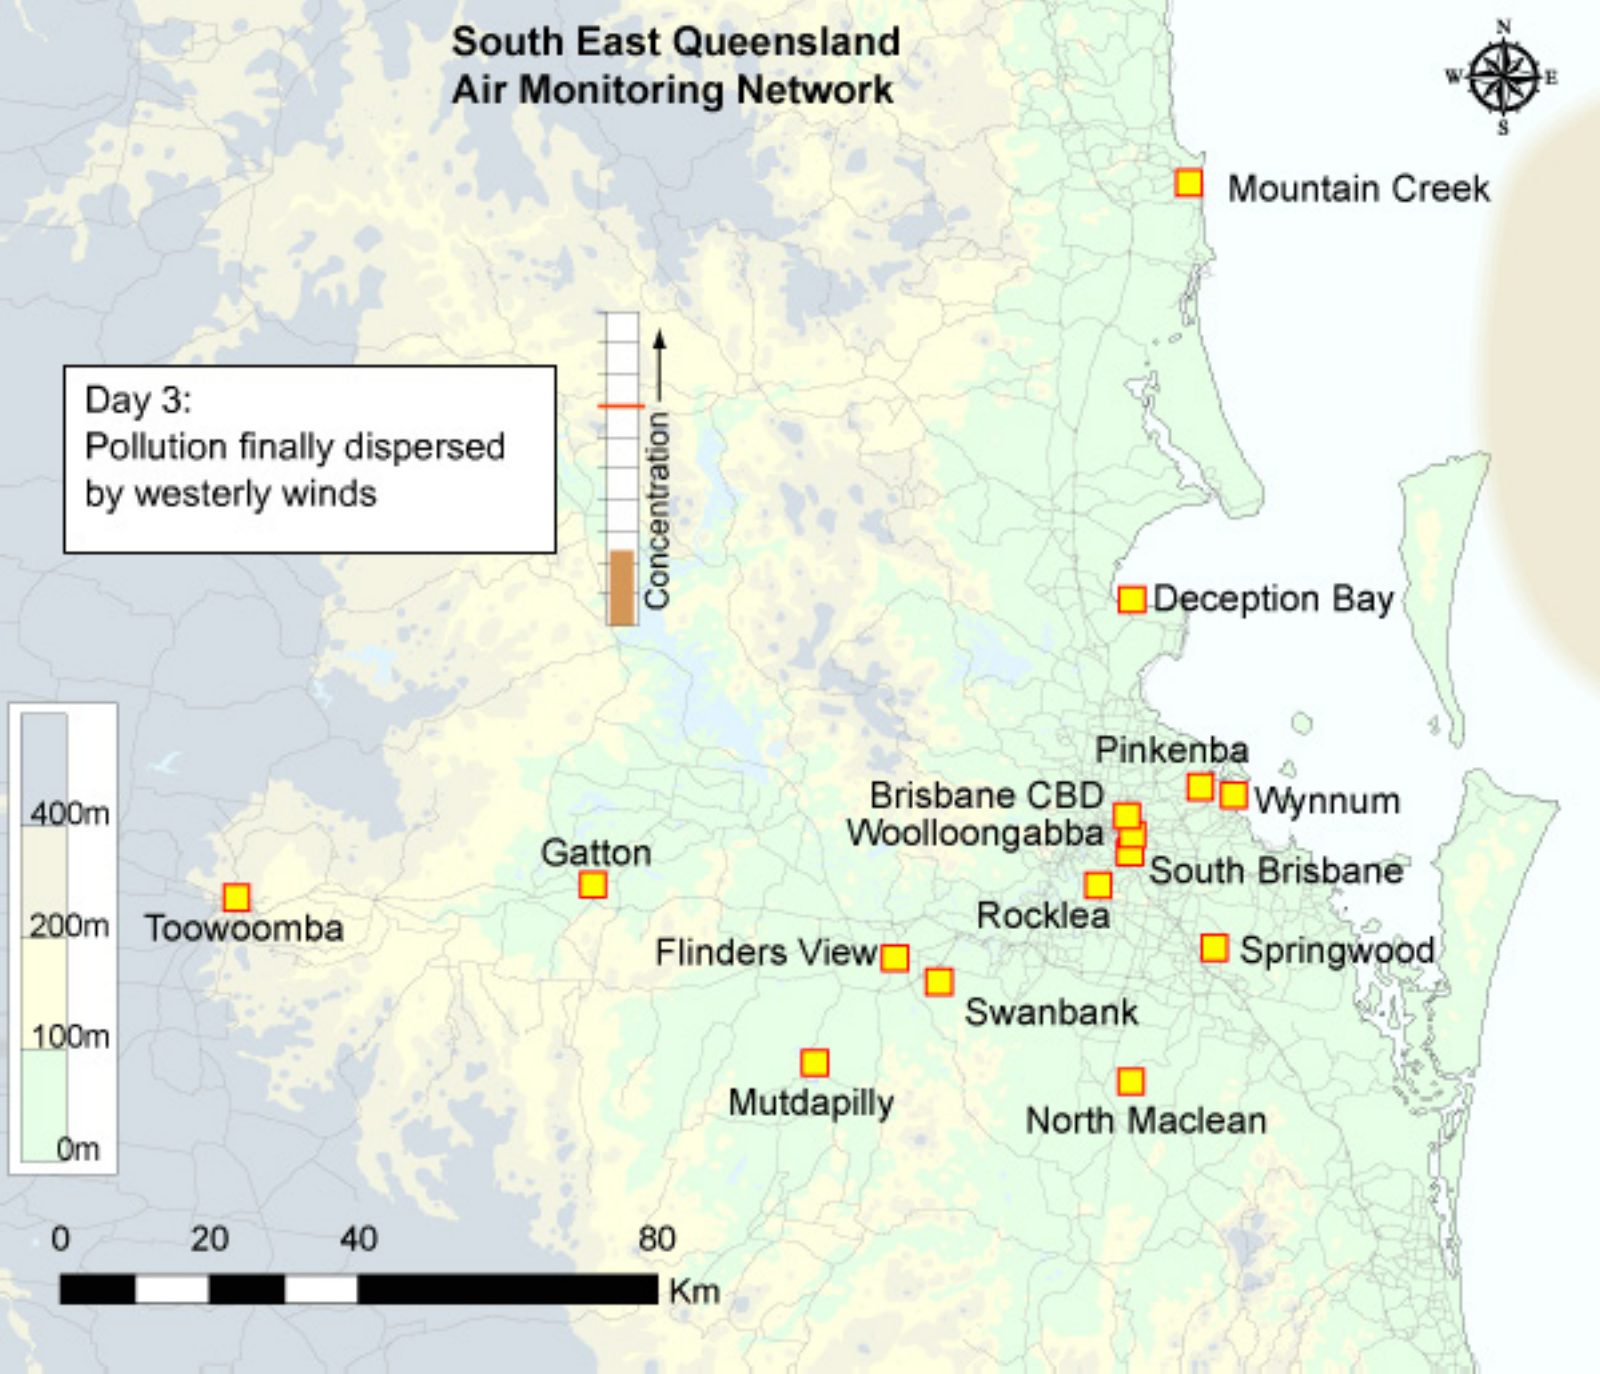 South East Queensland
Air Monitoring Network
N
W E
S
Mountain Creek
Day 3:
Pollution finally dispersed
by westerly winds
Concentration
Deception Bay
Pinkenba
Brisbane CBD
Wynnum
Woolloongabba
South Brisbane
Gatton
Rocklea
Toowoomba
Flinders View
Springwood
Swanbank
Mutdapilly
North Maclean
400m
200m
100m
0m
0 20 40 80
Km